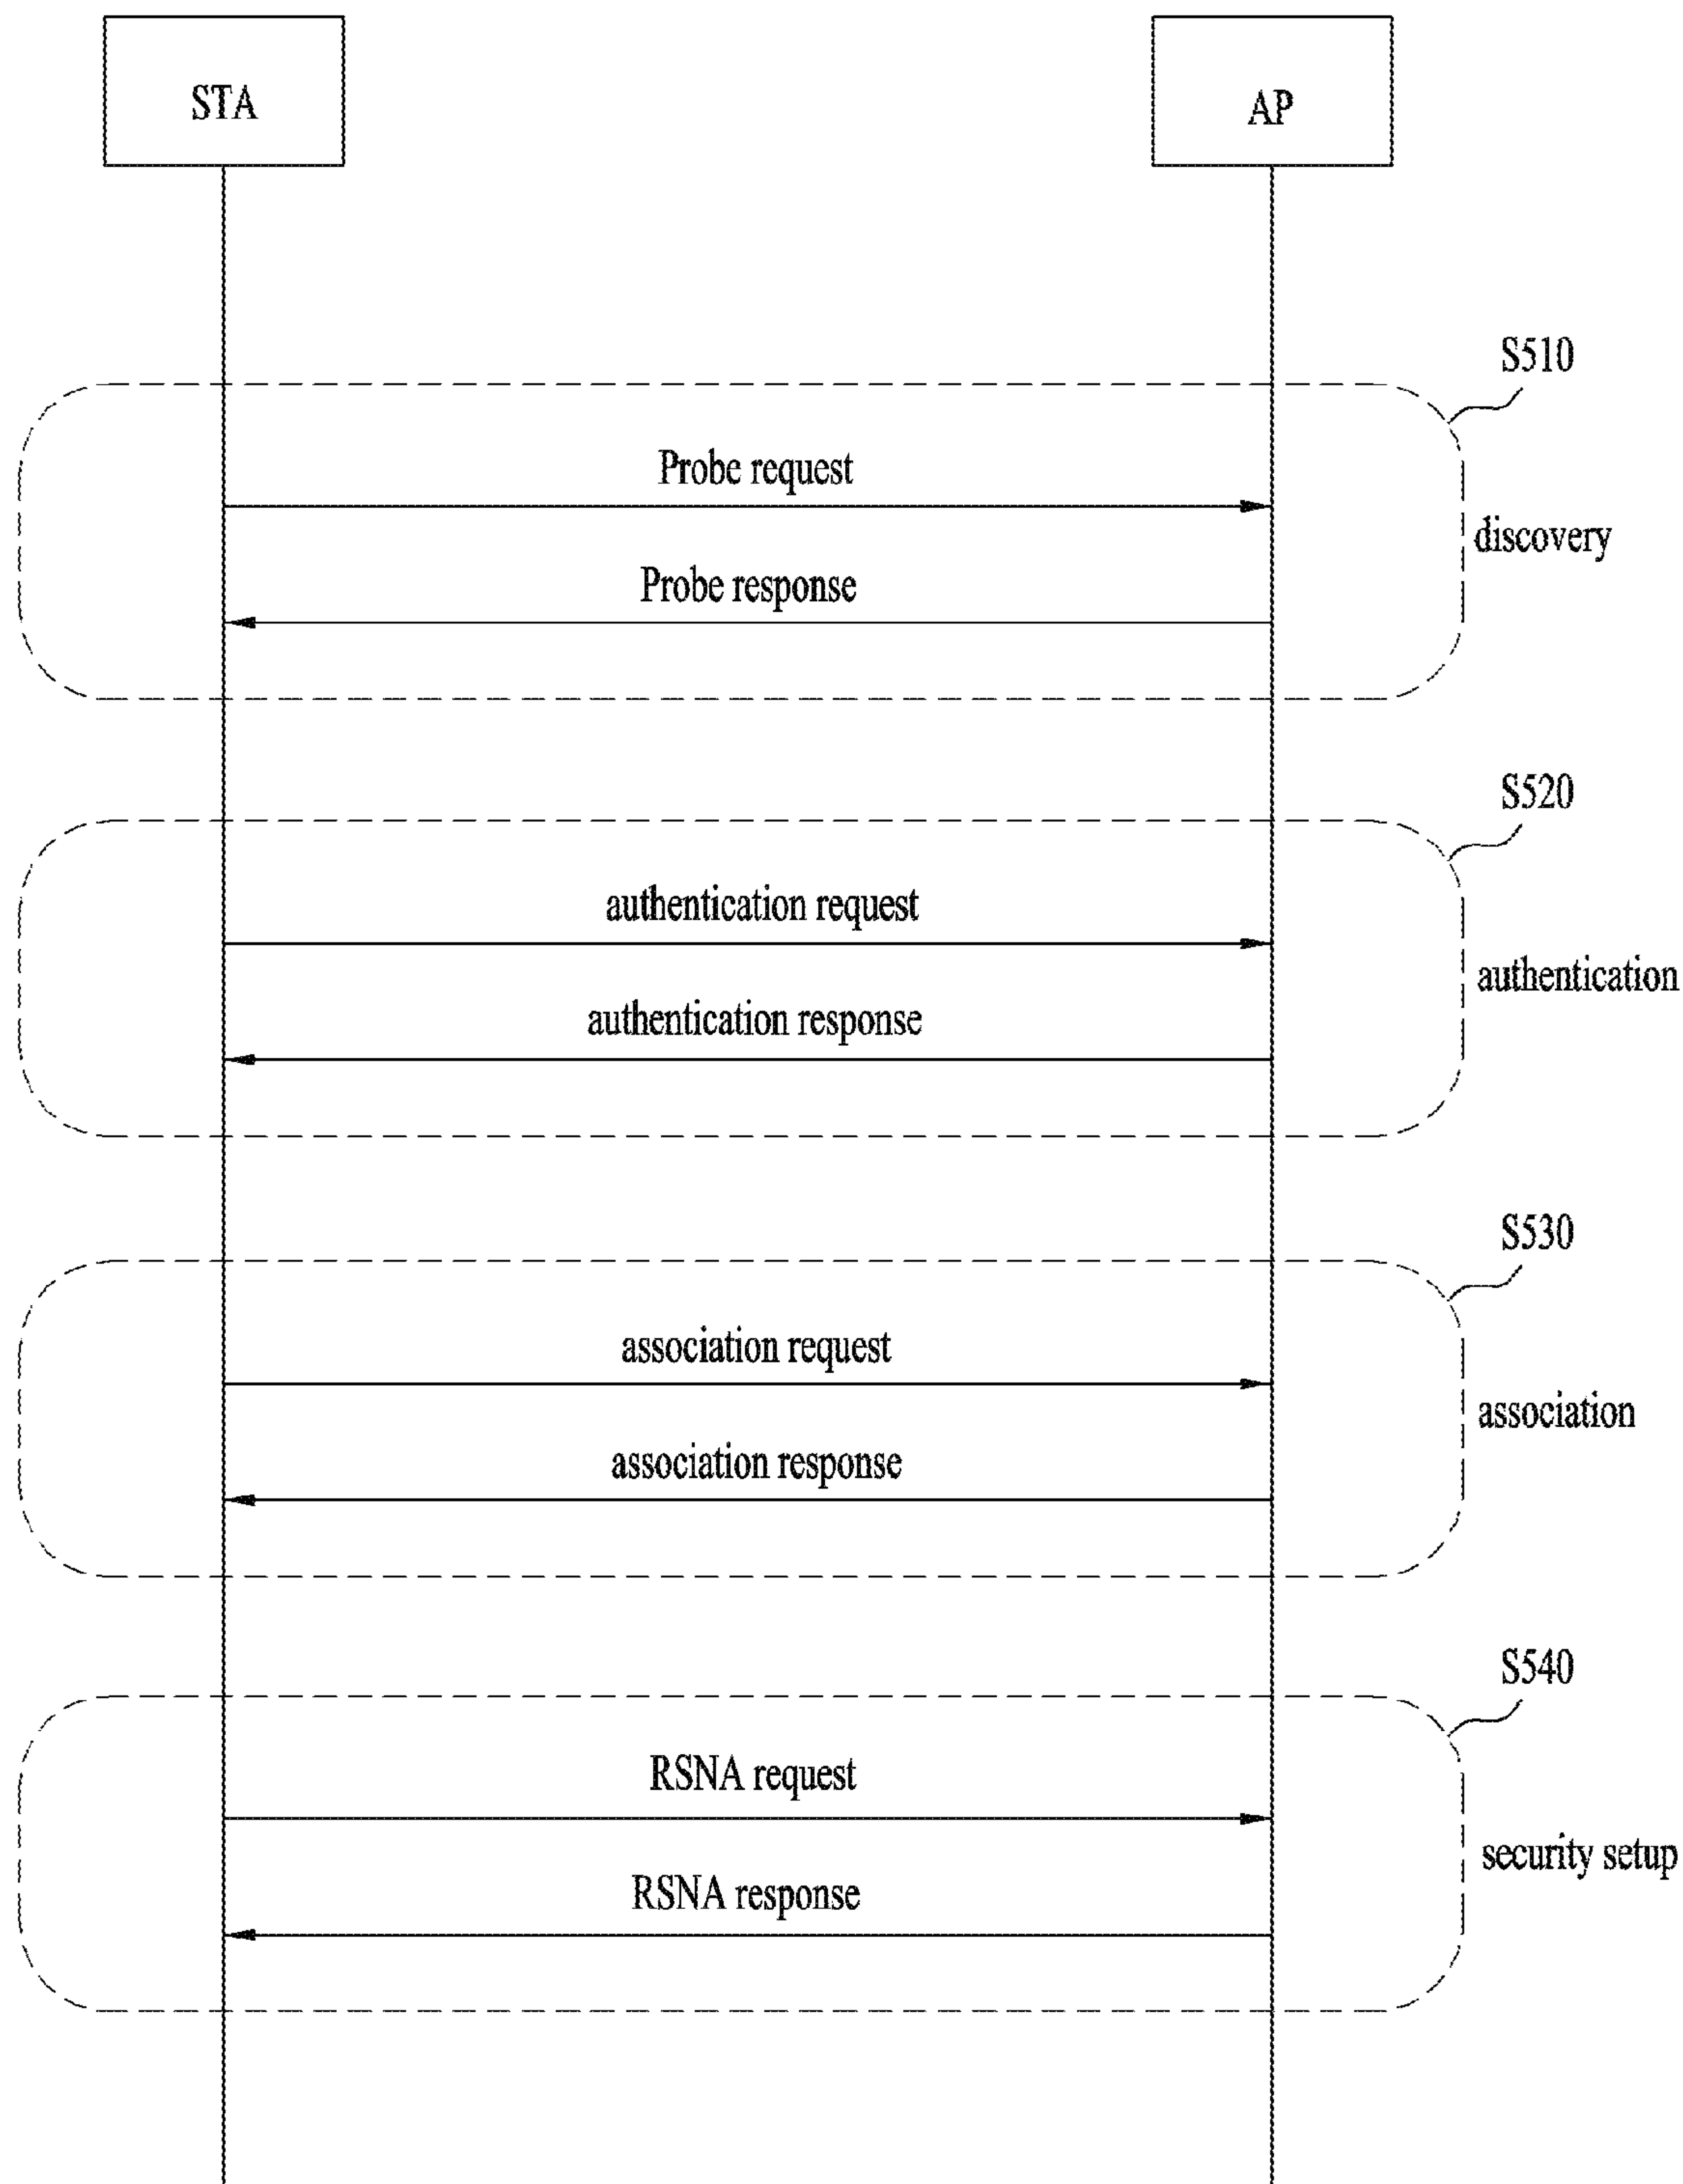 STA
AP
S510
Probe request
discovery
Probe response
S520
authentication request
authentication
authentication response
S530
association request
association
association response
S540
RSNA request
security setup
RSNA response